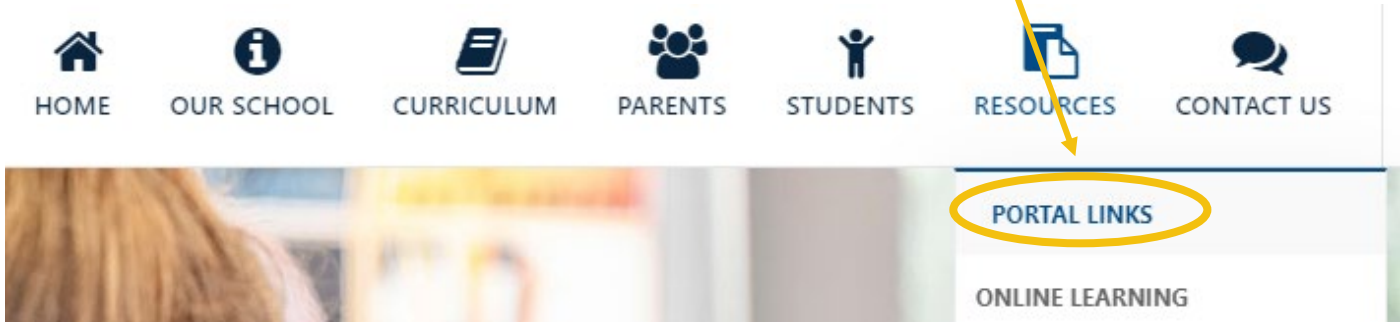 HOME OUR SCHOOL CURRICULUM PARENTS STUDENTS RESOURCES CONTACT US
PORTAL LINKS
ONLINE LEARNING